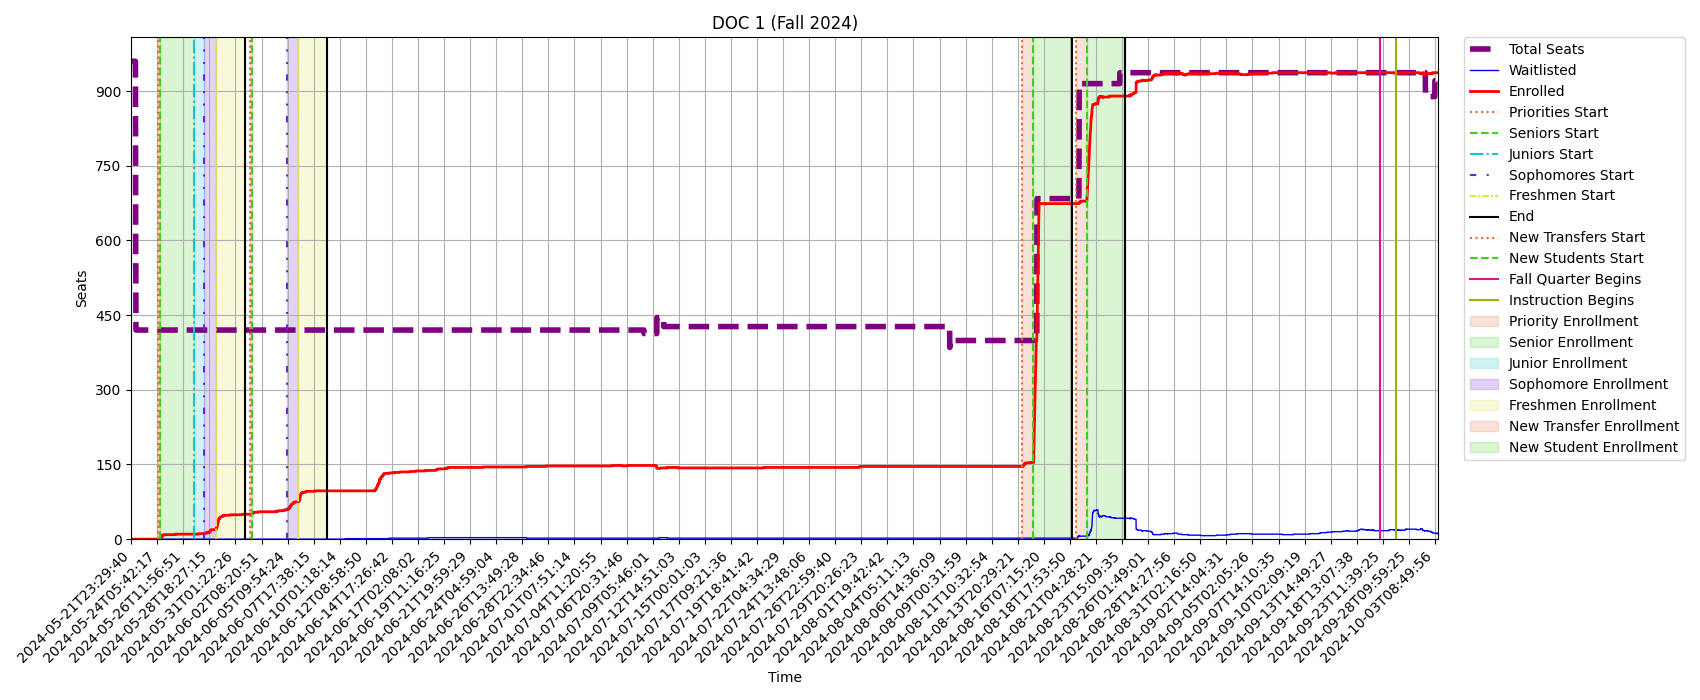 DOC 1 (Fall 2024)
Seats
900
750
600
450
300
150
0
2024-05-21T23:29:40
2024-05-24T05:42:17
2024-05-26T11:56:51
2024-05-28T18:27:15
2024-05-31T01:22:26
2024-06-02T08:20:51
2024-06-05T09:54:24
2024-06-07T17:38:15
2024-06-10T01:18:14
2024-06-12T08:58:50
2024-06-14T17:26:42
2024-06-17T02:08:02
2024-06-19T11:16:25
2024-06-21T19:59:29
2024-06-24T04:59:04
2024-06-26T13:49:28
2024-06-28T22:34:46
2024-07-01T07:51:14
2024-07-04T11:20:55
2024-07-06T20:31:46
2024-07-09T05:46:01
2024-07-12T14:51:03
2024-07-15T00:01:03
2024-07-17T09:21:36
2024-07-19T18:41:42
2024-07-22T04:34:29
2024-07-24T13:48:06
2024-07-26T22:59:40
2024-07-29T20:26:23
2024-08-01T19:42:42
2024-08-04T05:11:13
2024-08-06T14:36:09
2024-08-09T00:31:59
2024-08-11T10:32:54
2024-08-13T20:29:21
2024-08-16T07:15:20
2024-08-18T17:53:50
2024-08-21T04:28:21
2024-08-23T15:09:35
2024-08-26T01:49:01
2024-08-28T14:27:56
2024-08-31T02:16:50
2024-09-02T14:04:31
2024-09-05T02:05:26
2024-09-07T14:10:35
2024-09-10T02:09:19
2024-09-13T14:49:27
2024-09-18T13:07:38
2024-09-23T11:39:25
2024-09-28T09:59:23
2024-10-03T08:49:56
Time
Total Seats
Waitlisted
Enrolled
Priorities Start
Seniors Start
Juniors Start
Sophomores Start
Freshmen Start
End
New Transfers Start
New Students Start
Fall Quarter Begins
Instruction Begins
Priority Enrollment
Senior Enrollment
Junior Enrollment
Sophomore Enrollment
Freshmen Enrollment
New Transfer Enrollment
New Student Enrollment